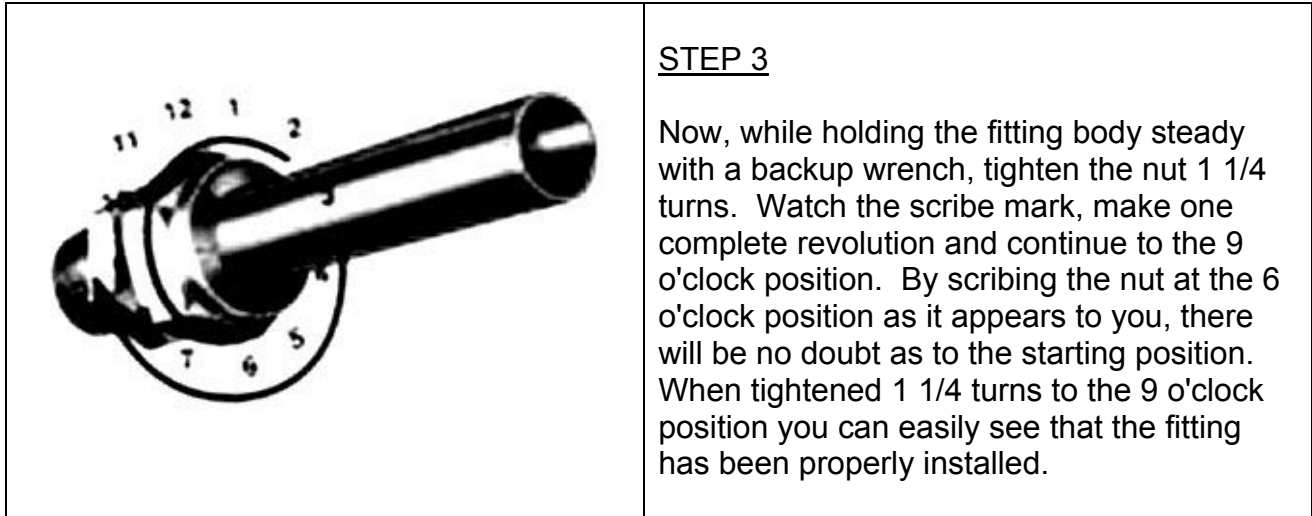 12 1
11 2
3
4
5
7 6
STEP 3
Now, while holding the fitting body steady
with a backup wrench, tighten the nut 1 1/4
turns. Watch the scribe mark, make one
complete revolution and continue to the 9
o'clock position. By scribing the nut at the 6
o'clock position as it appears to you, there
will be no doubt as to the starting position.
When tightened 1 1/4 turns to the 9 o'clock
position you can easily see that the fitting
has been properly installed.